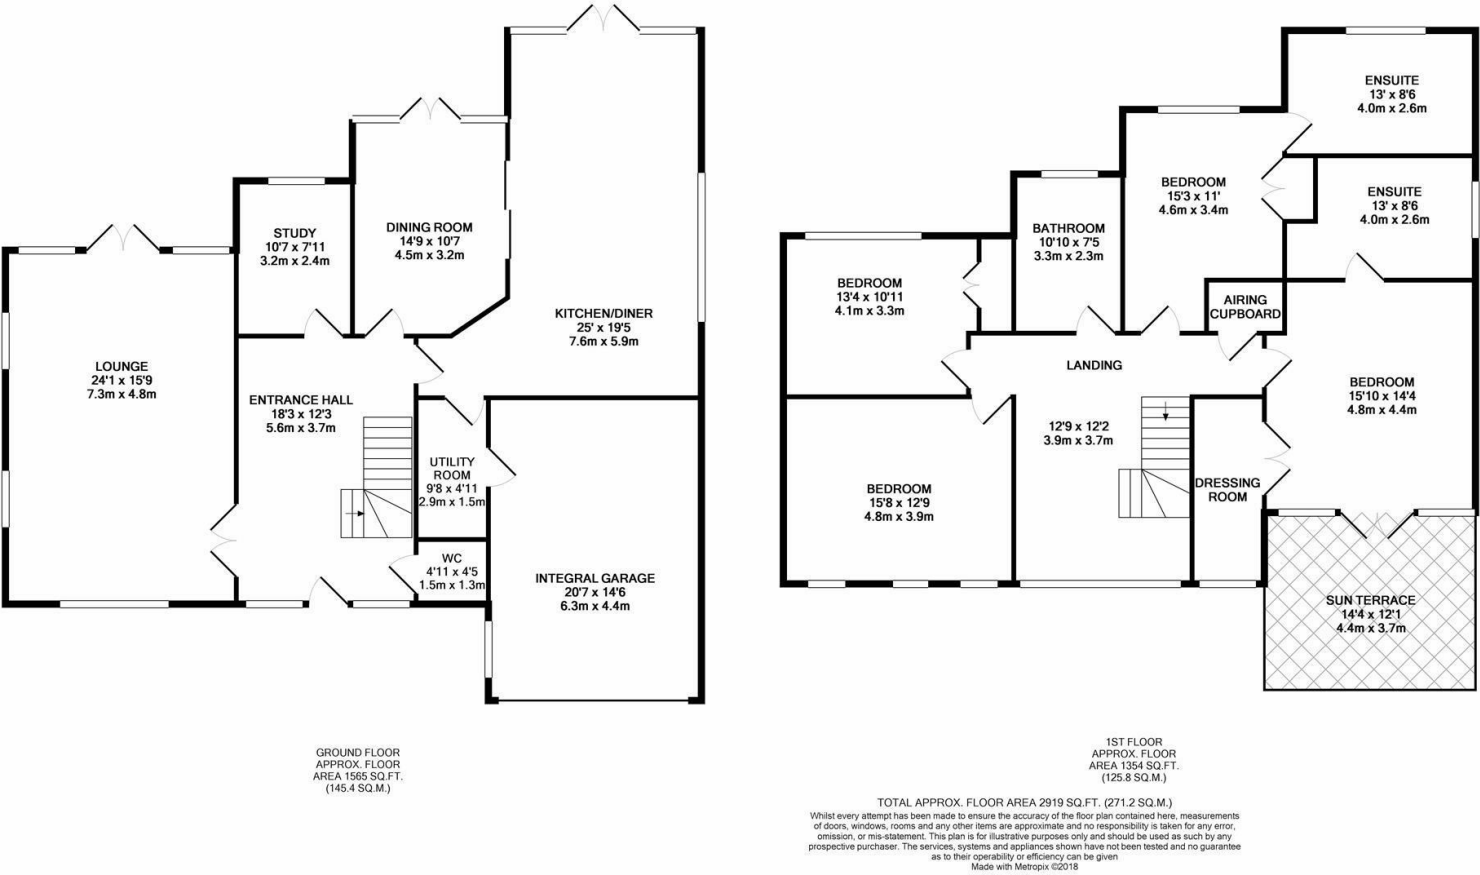 STUDY
10'7 x 7'11
3.2m x 2.4m
DINING ROOM
14'9 x 10'7
4.5m x 3.2m
KITCHEN/DINER
25' x 19'5
7.6m x 5.9m
LOUNGE
24'1 x 15'9
7.3m x 4.8m
ENTRANCE HALL
18'3 x 12'3
5.6m x 3.7m
UTILITY
ROOM
9'8 x 4'11
2.9m x 1.5m
WC
4'11 x 4'5
1.5m x 1.3m
INTEGRAL GARAGE
20'7 x 14'6
6.3m x 4.4m
GROUND FLOOR
APPROX. FLOOR
AREA 1565 SQ.FT.
(145.4 SQ.M.)
ENSUITE
13' x 8'6
4.0m x 2.6m
BEDROOM
15'3 x 11'
4.6m x 3.4m
ENSUITE
13' x 8'6
4.0m x 2.6m
BATHROOM
10'10 x 7'5
3.3m x 2.3m
BEDROOM
13'4 x 10'11
4.1m x 3.3m
AIRING
CUPBOARD
LANDING
BEDROOM
15'10 x 14'4
4.8m x 4.4m
12'9 x 12'2
3.9m x 3.7m
BEDROOM
15'8 x 12'9
4.8m x 3.9m
DRESSING
ROOM
SUN TERRACE
14'4 x 12'1
4.4m x 3.7m
1ST FLOOR
APPROX. FLOOR
AREA 1354 SQ.FT.
(125.8 SQ.M.)
TOTAL APPROX. FLOOR AREA 2919 SQ.FT. (271.2 SQ.M.)
Whilst every attempt has been made to ensure the accuracy of the floor plan contained here, measurements
of doors, windows, rooms and any other items are approximate and no responsibility is taken for any error,
omission, or mis-statement. This plan is for illustrative purposes only and should be used as such by any
prospective purchaser. The services, systems and appliances shown have not been tested and no guarantee
as to their operability or efficiency can be given
Made with Metropix ©2018